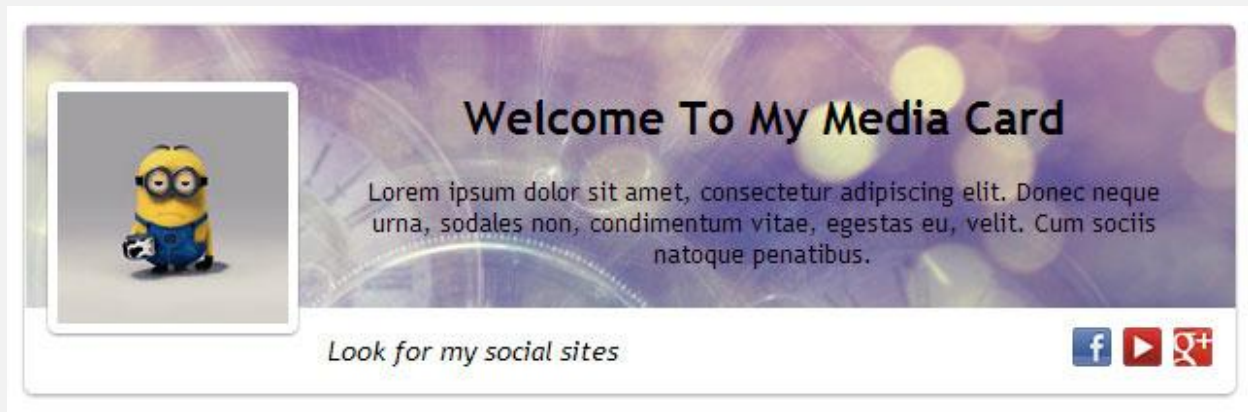 Welcome To My Media Card
Lorem ipsum dolor sit amet, consectetur adipiscing elit. Donec neque
urna, sodales non, condimentum vitae, egestas eu, velit. Cum sociis
natoque penatibus.
Look for my social sites
f
g+